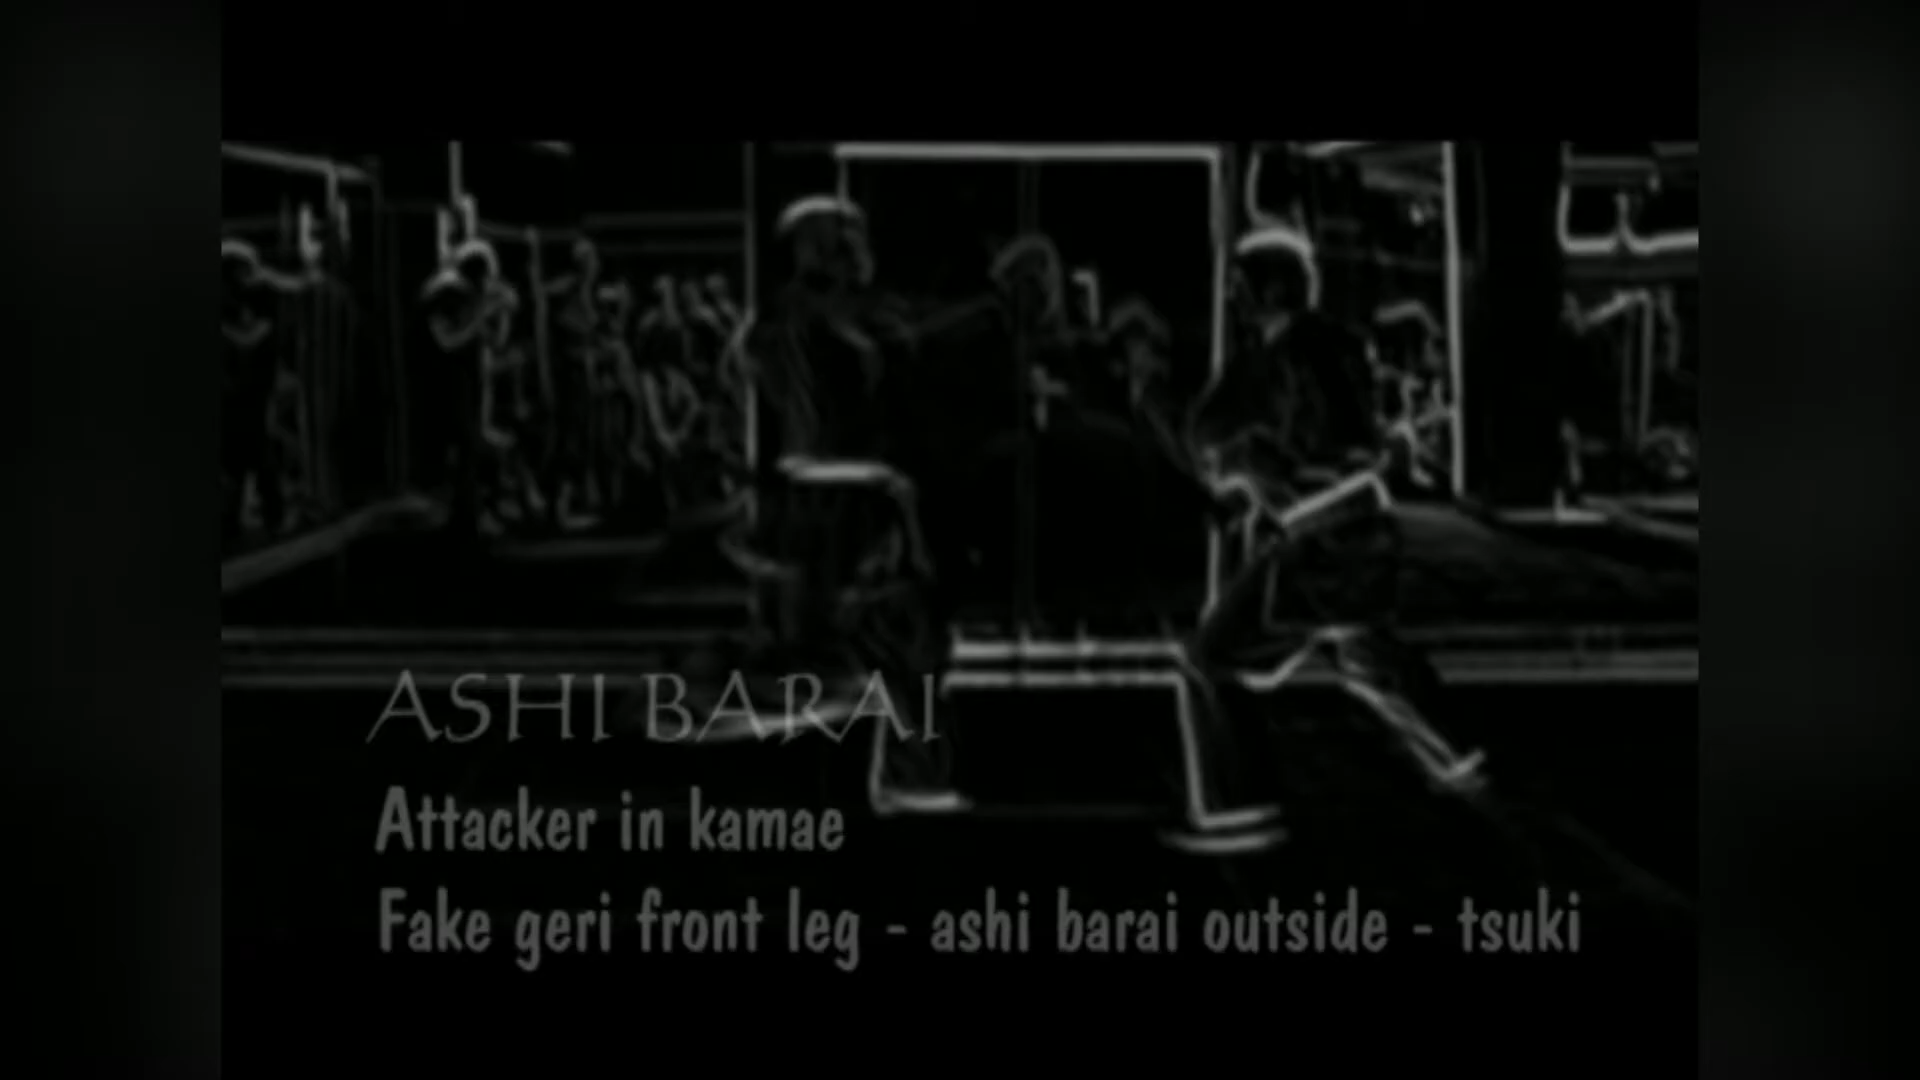 ASHI BARAI
Attacker in kamae
Fake geri front leg - ashi barai outside - tsuki